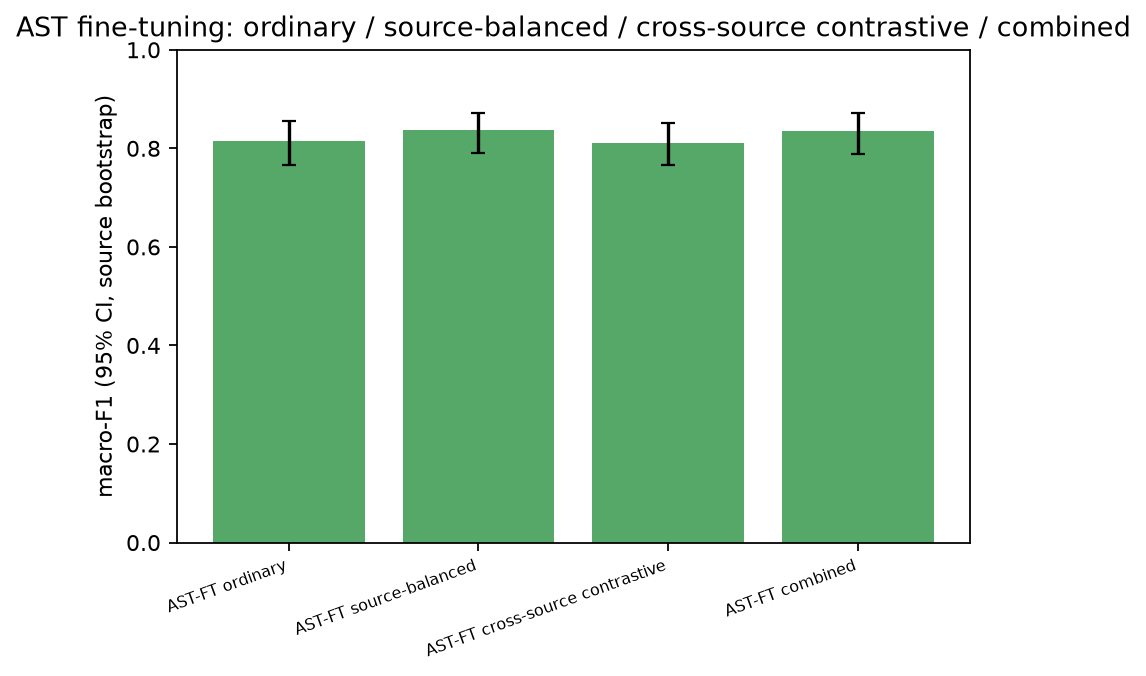 AST fine-tuning: ordinary / source-balanced / cross-source contrastive / combined
macro-F1 (95% CI, source bootstrap)
1.0
0.8
0.6
0.4
0.2
0.0
AST-FT ordinary
AST-FT source-balanced
AST-FT cross-source contrastive
AST-FT combined